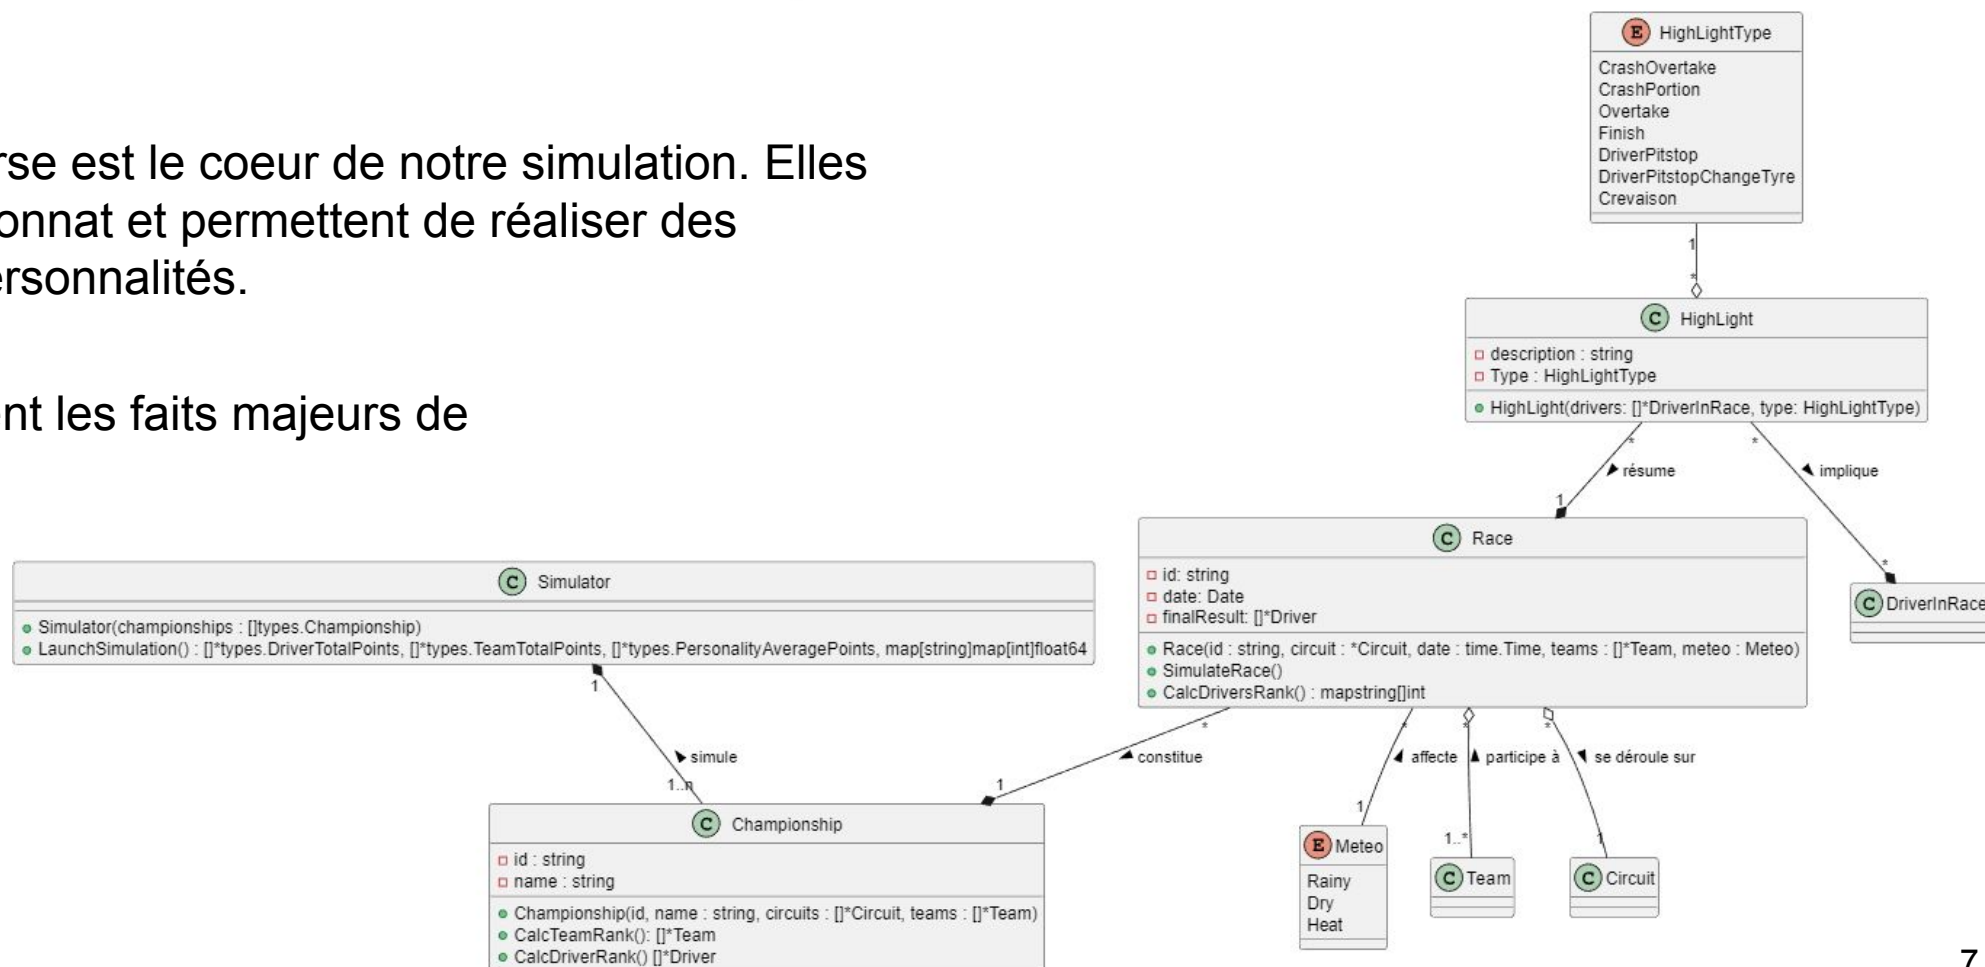 rse est le coeur de notre simulation. Elles
onnat et permettent de réaliser des
ersonnalités.
nt les faits majeurs de
E HighLightType
CrashOvertake
CrashPortion
Overtake
Finish
DriverPitstop
DriverPitstopChangeTyre
Crevaison
1
*
C HighLight
description : string
Type : HighLightType
HighLight(drivers: []*DriverInRace, type: HighLightType)
* *
résume implique
1 *
C Race
id: string
date: Date
finalResult: []*Driver
Race(id : string, circuit : *Circuit, date : time.Time, teams : []*Team, meteo : Meteo)
SimulateRace()
CalcDriversRank() : mapstring[]int
C DriverInRace
C Simulator
Simulator(championships : []types.Championship)
LaunchSimulation() : []*types.DriverTotalPoints, []*types.TeamTotalPoints, []*types.PersonalityAveragePoints, map[string]map[int]float64
1 * * * *
simule constitue affecte participe à se déroule sur
1..n 1 1 1..* 1
C Championship
id : string
name : string
Championship(id, name : string, circuits : []*Circuit, teams : []*Team)
CalcTeamRank(): []*Team
CalcDriverRank() []*Driver
E Meteo
Rainy
Dry
Heat
C Team
C Circuit
7